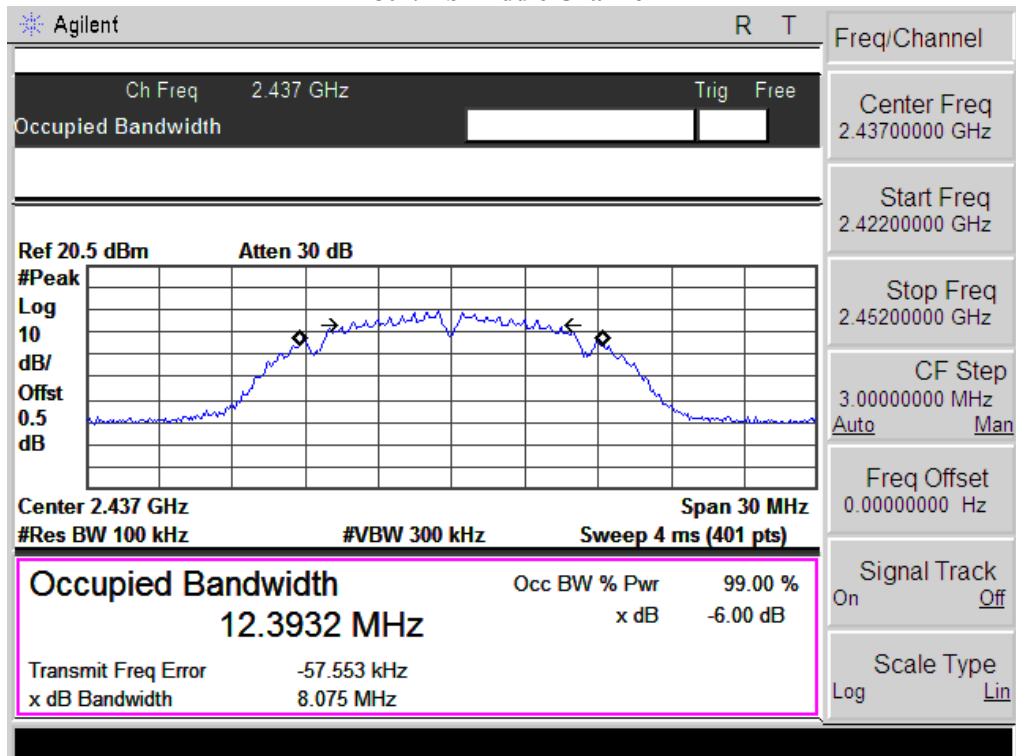 Agilent
R T
Freq/Channel
Ch Freq 2.437 GHz
Trig Free
Occupied Bandwidth
Center Freq
2.43700000 GHz
Start Freq
2.42200000 GHz
Stop Freq
2.45200000 GHz
CF Step
3.00000000 MHz
Auto Man
Freq Offset
0.00000000 Hz
Signal Track
On Off
Scale Type
Log Lin
Ref 20.5 dBm Atten 30 dB
#Peak
Log
10
dB/
Offst
0.5
dB
Center 2.437 GHz Span 30 MHz
#Res BW 100 kHz #VBW 300 kHz Sweep 4 ms (401 pts)
Occupied Bandwidth
12.3932 MHz
Occ BW % Pwr 99.00 %
x dB -6.00 dB
Transmit Freq Error -57.553 kHz
x dB Bandwidth 8.075 MHz